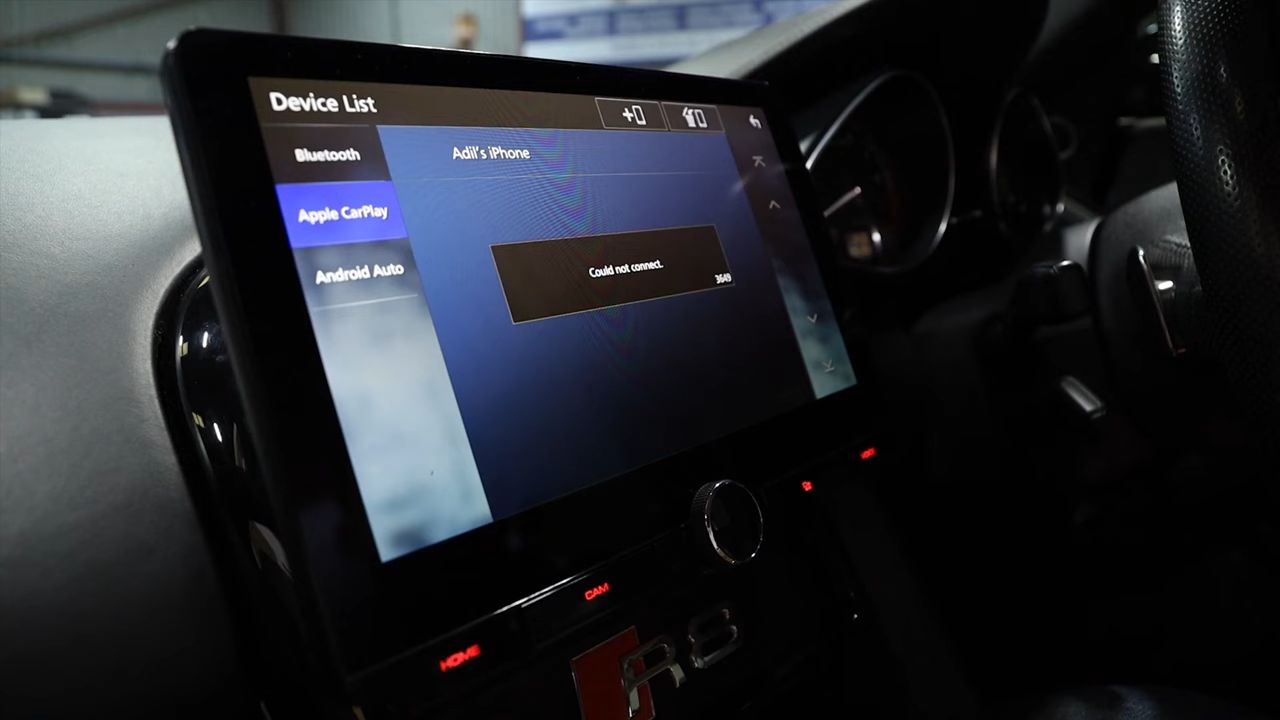 Device List
Bluetooth
Adil's iPhone
Apple CarPlay
Android Auto
Could not connect.
3649
HOME
CAM
R8